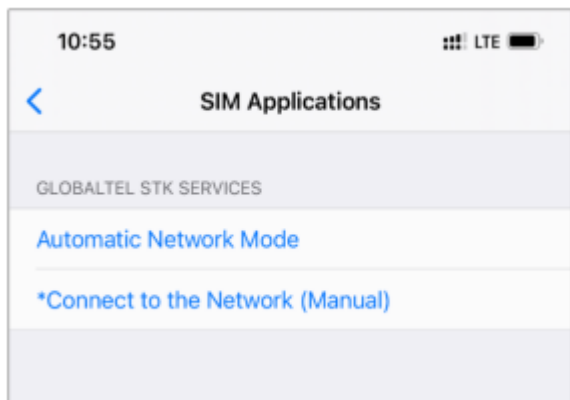 10:55
LTE
SIM Applications
GLOBALTEL STK SERVICES
Automatic Network Mode
*Connect to the Network (Manual)